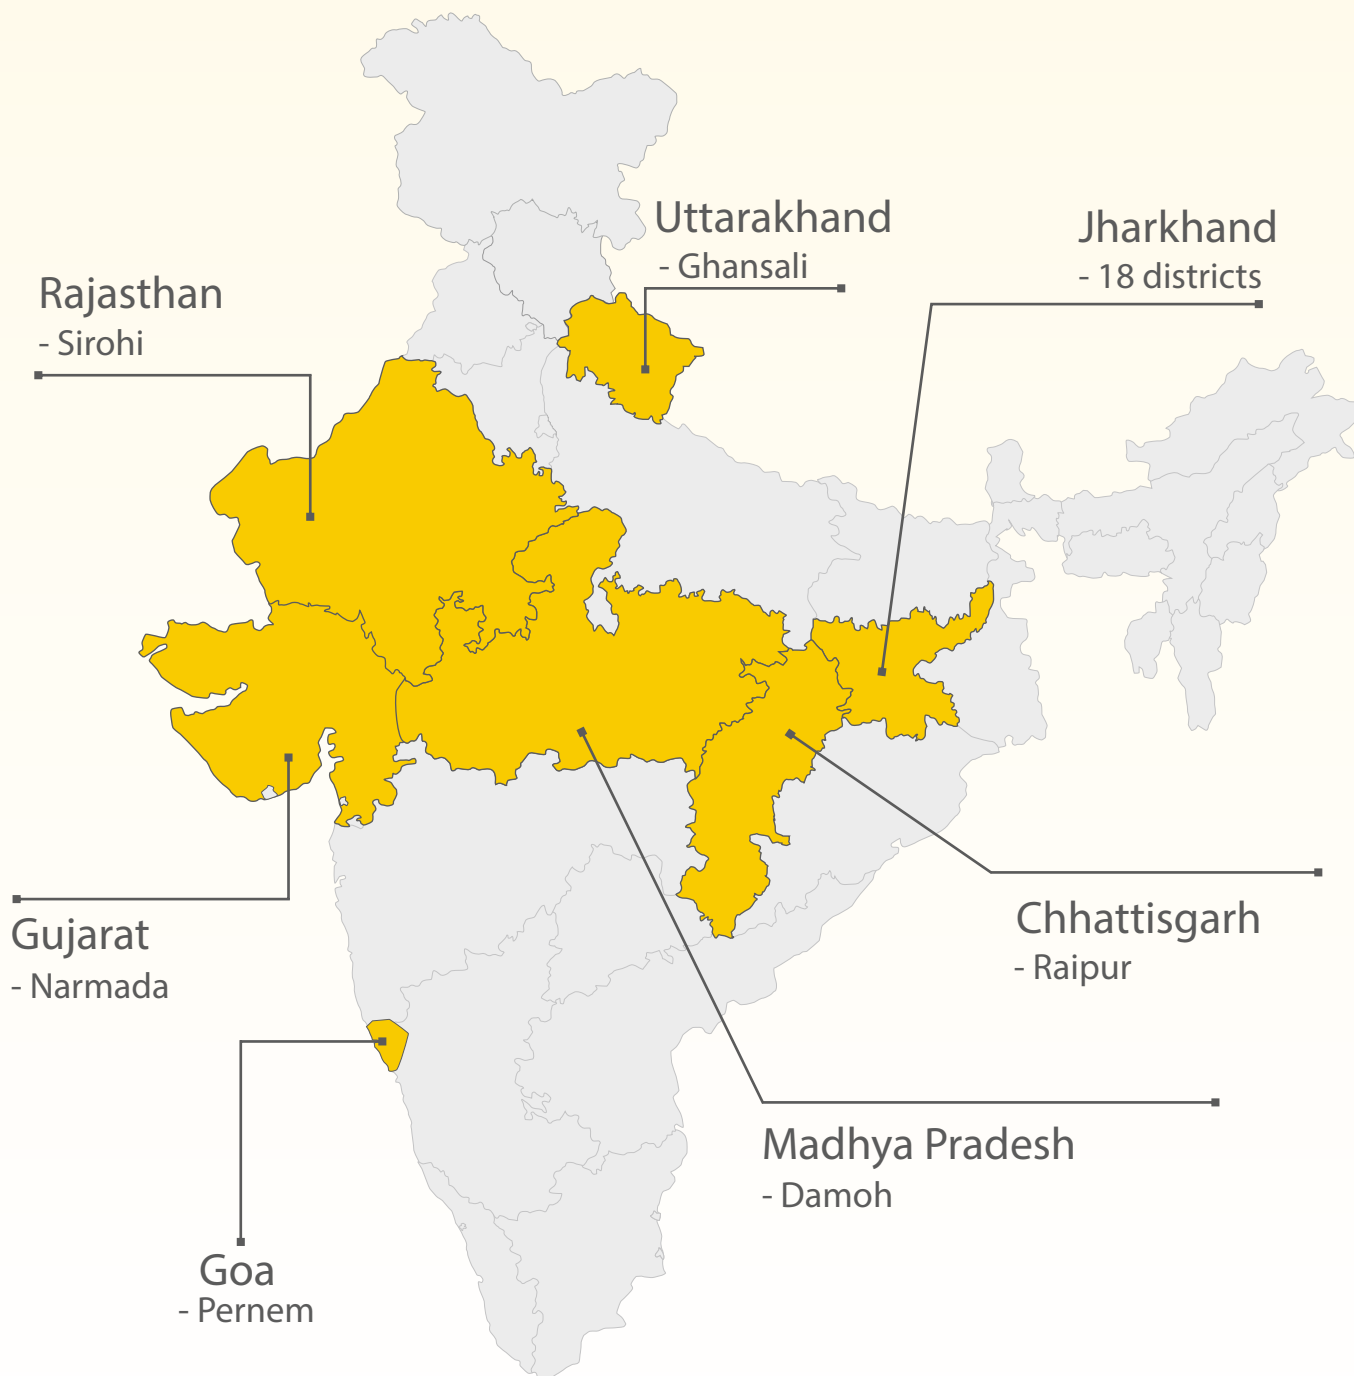 Uttarakhand
- Ghansali
Jharkhand
- 18 districts
Rajasthan
- Sirohi
Gujarat
- Narmada
Chhattisgarh
- Raipur
Madhya Pradesh
- Damoh
Goa
- Pernem